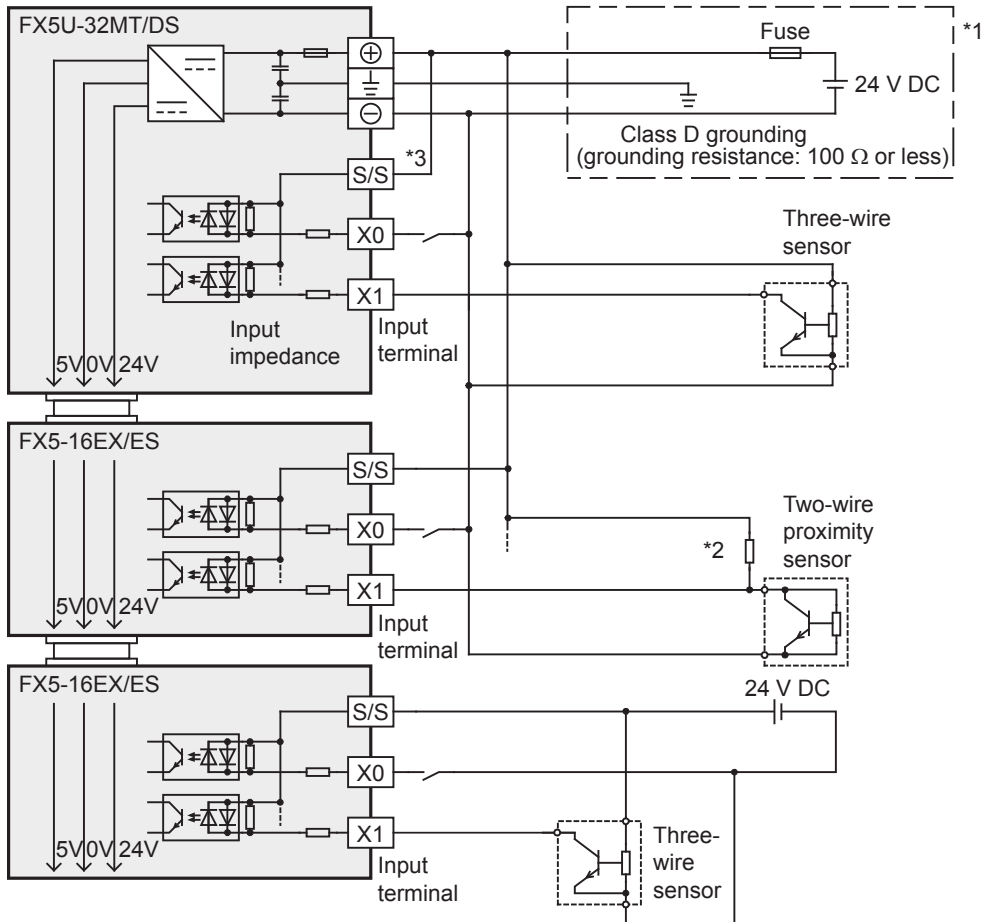 FX5U-32MT/DS
Fuse
*1
24 V DC
Class D grounding
(grounding resistance: 100 Ω or less)
*3
S/S
X0
X1
Three-wire
sensor
Input
impedance
Input
terminal
5V 0V 24V
FX5-16EX/ES
S/S
X0
X1
*2
Two-wire
proximity
sensor
5V 0V 24V
Input
terminal
FX5-16EX/ES
24 V DC
S/S
X0
X1
5V 0V 24V
Input
terminal
Three-
wire
sensor